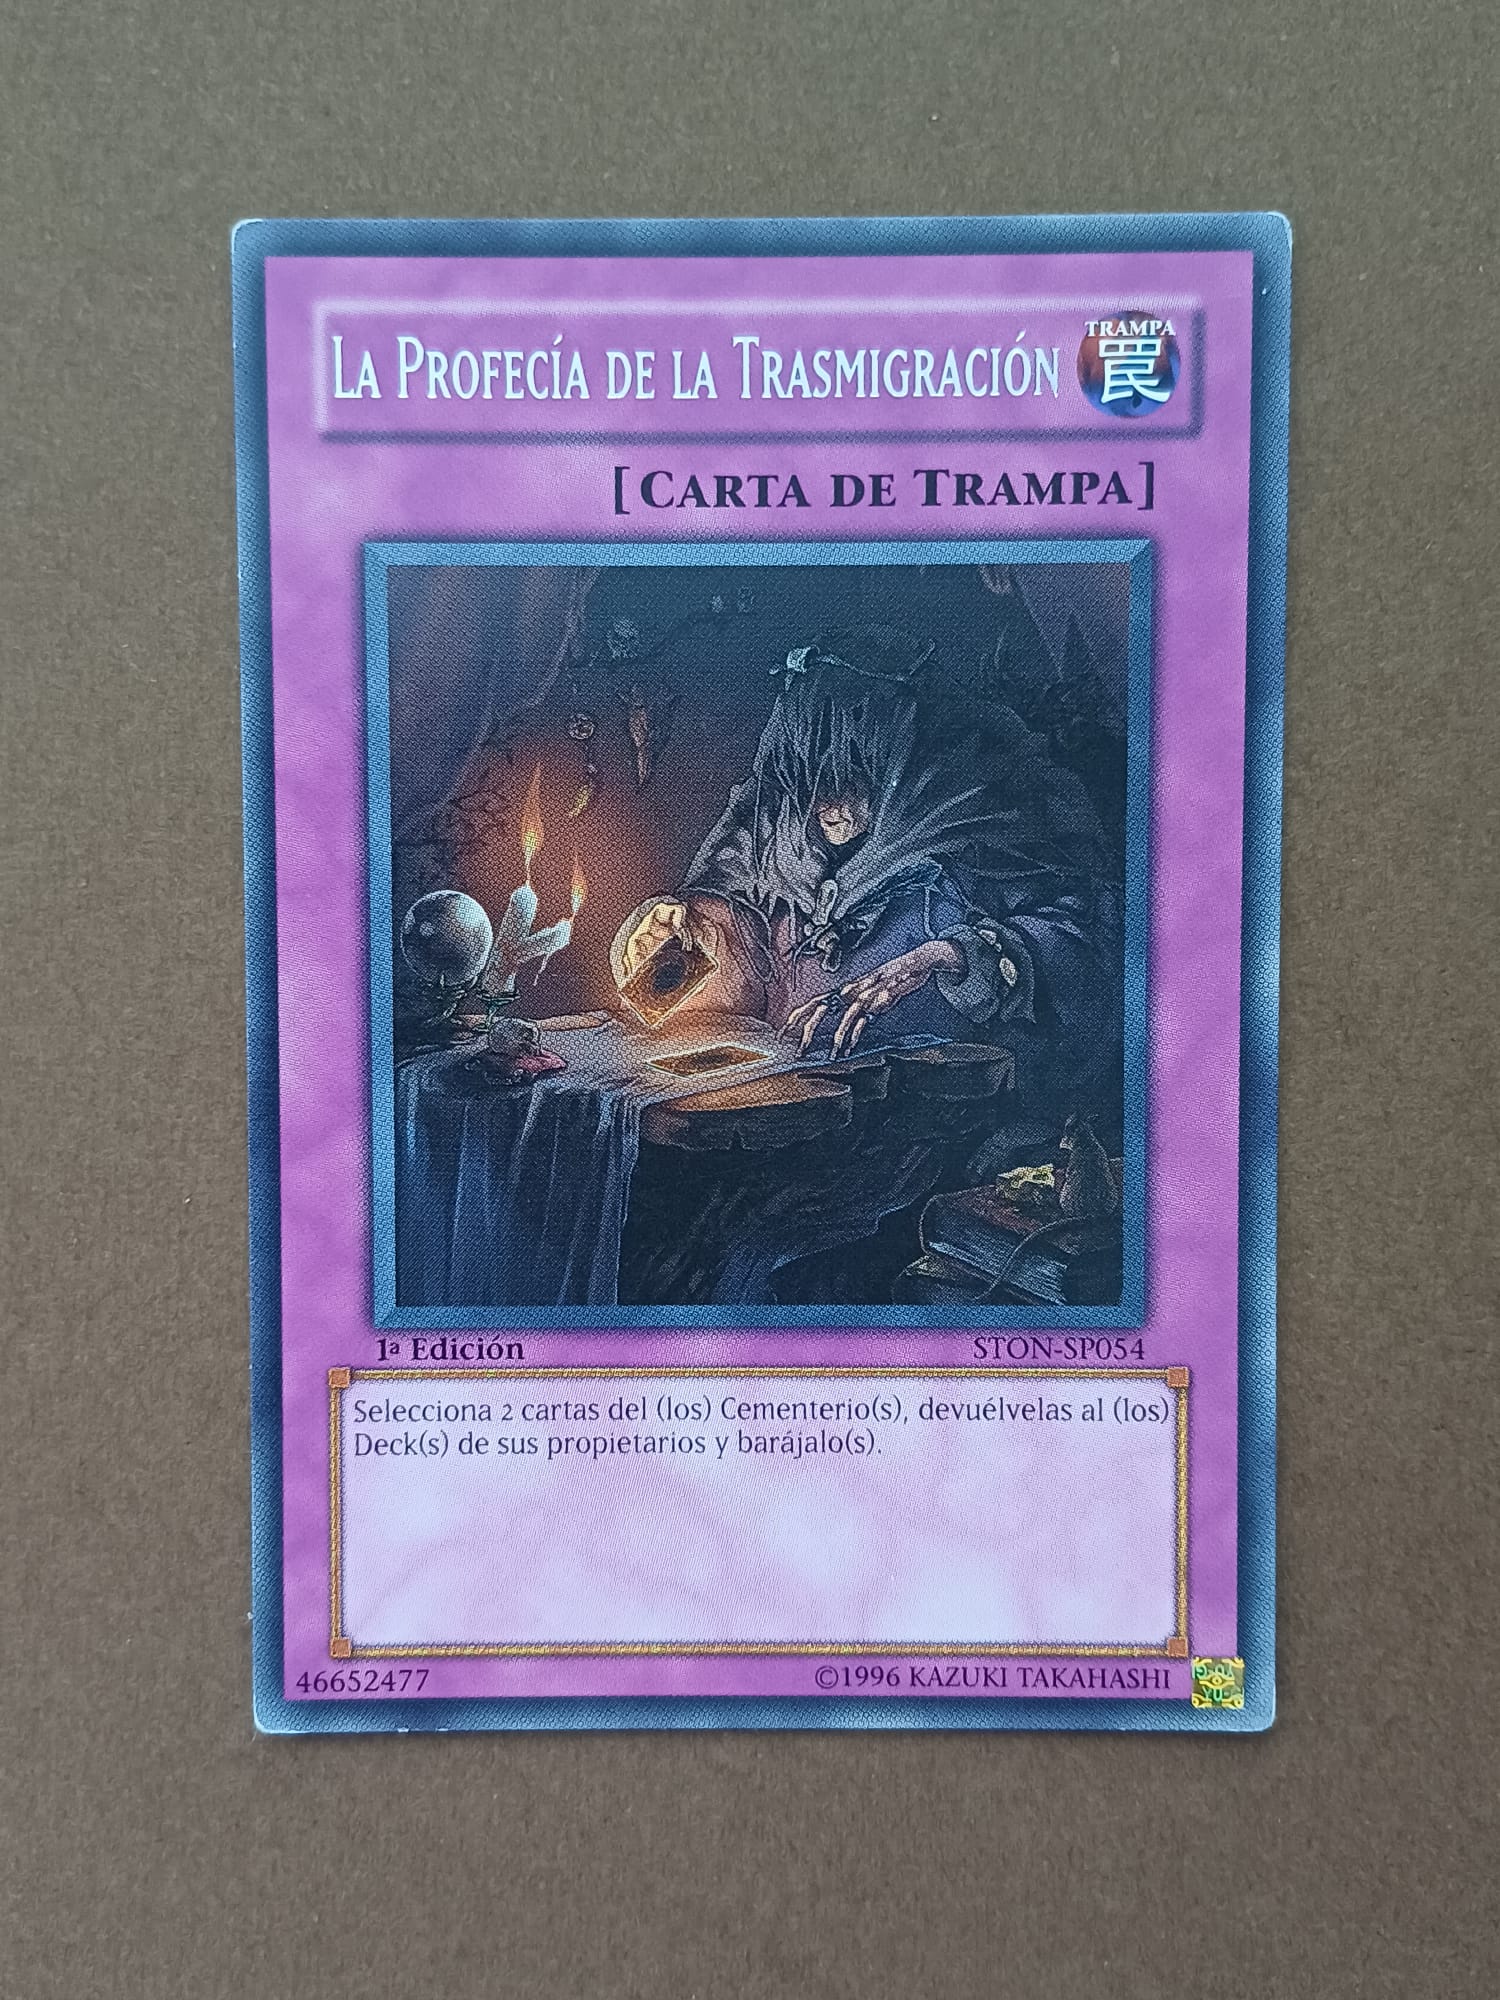 La Profecía de la Trasmigración
TRAMPA
罠
[Carta de Trampa]
1ª Edición
STON-SP054
Selecciona 2 cartas del (los) Cementerio(s), devuélvelas al (los)
Deck(s) de sus propietarios y barájalo(s).
46652477
©1996 KAZUKI TAKAHASHI